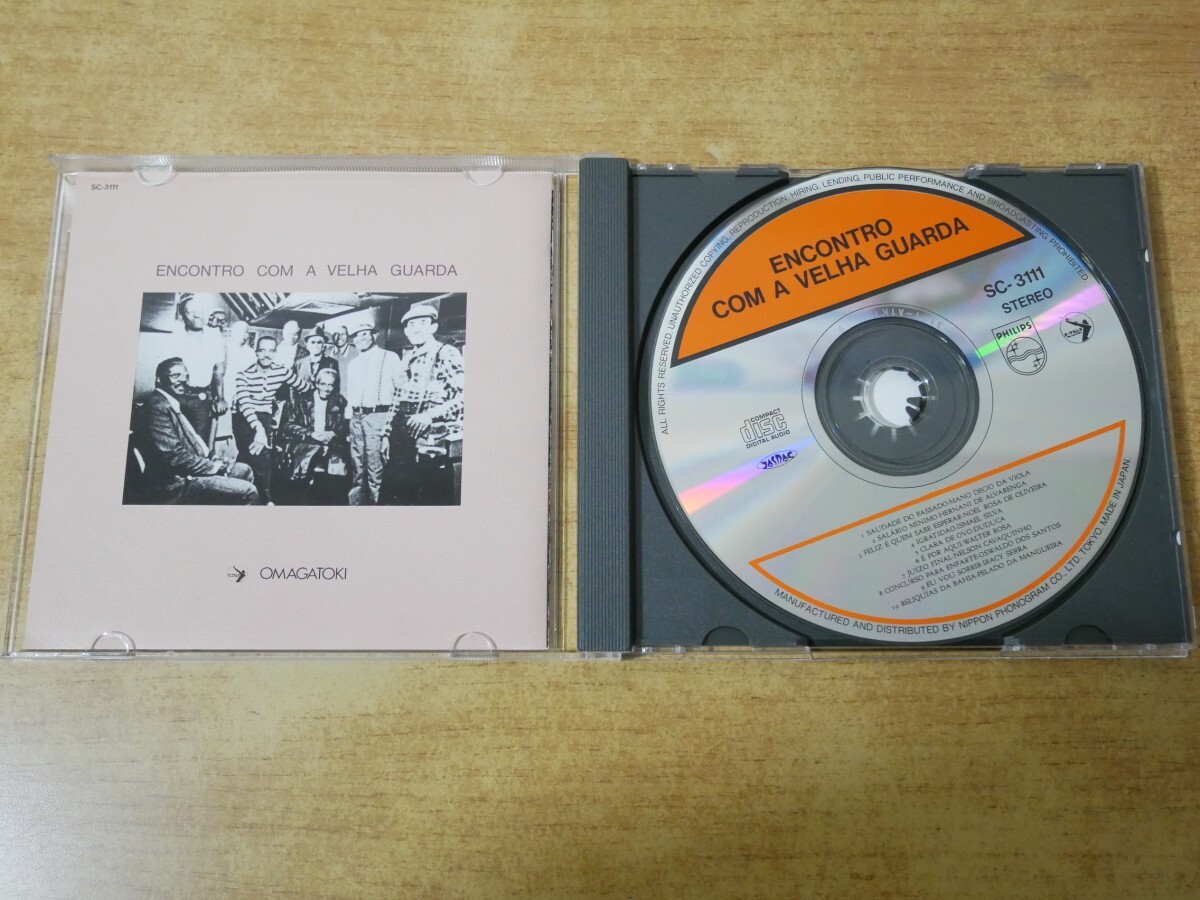 SC-3111
ENCONTRO COM A VELHA GUARDA
OMAGATOKI
ALL RIGHTS RESERVED UNAUTHORIZED COPYING, REPRODUCTION, HIRING, LENDING, PUBLIC PERFORMANCE AND BROADCASTING PROHIBITED
ENCONTRO
COM A VELHA GUARDA
SC-3111
STEREO
PHILIPS
COMPACT
disc
DIGITAL AUDIO
JASRAC
1 SAUDADE DO PASSADO-MANO DECIO DA VIOLA
2 SALÁRIO MINIMO-HERNANI DE ALVARENGA
3 FELIZ É QUEM SABE ESPERAR-NOEL ROSA DE OLIVEIRA
4 IGRATIDAO-ISMAEL SILVA
5 CLARA DE OVO-DUDUCA
6 É POR AQUI-WALTER ROSA
7 JUIZO FINAL-NELSON CAVAQUINHO
8 CONCURSO PARA ENFARTE-OSWALDO DOS SANTOS
9 EU VOU SORRIR-IRACY SERRA
10 RELIQUIAS DA BAHIA-PELADO DA MANGUEIRA
MANUFACTURED AND DISTRIBUTED BY NIPPON PHONOGRAM CO., LTD. TOKYO. MADE IN JAPAN.